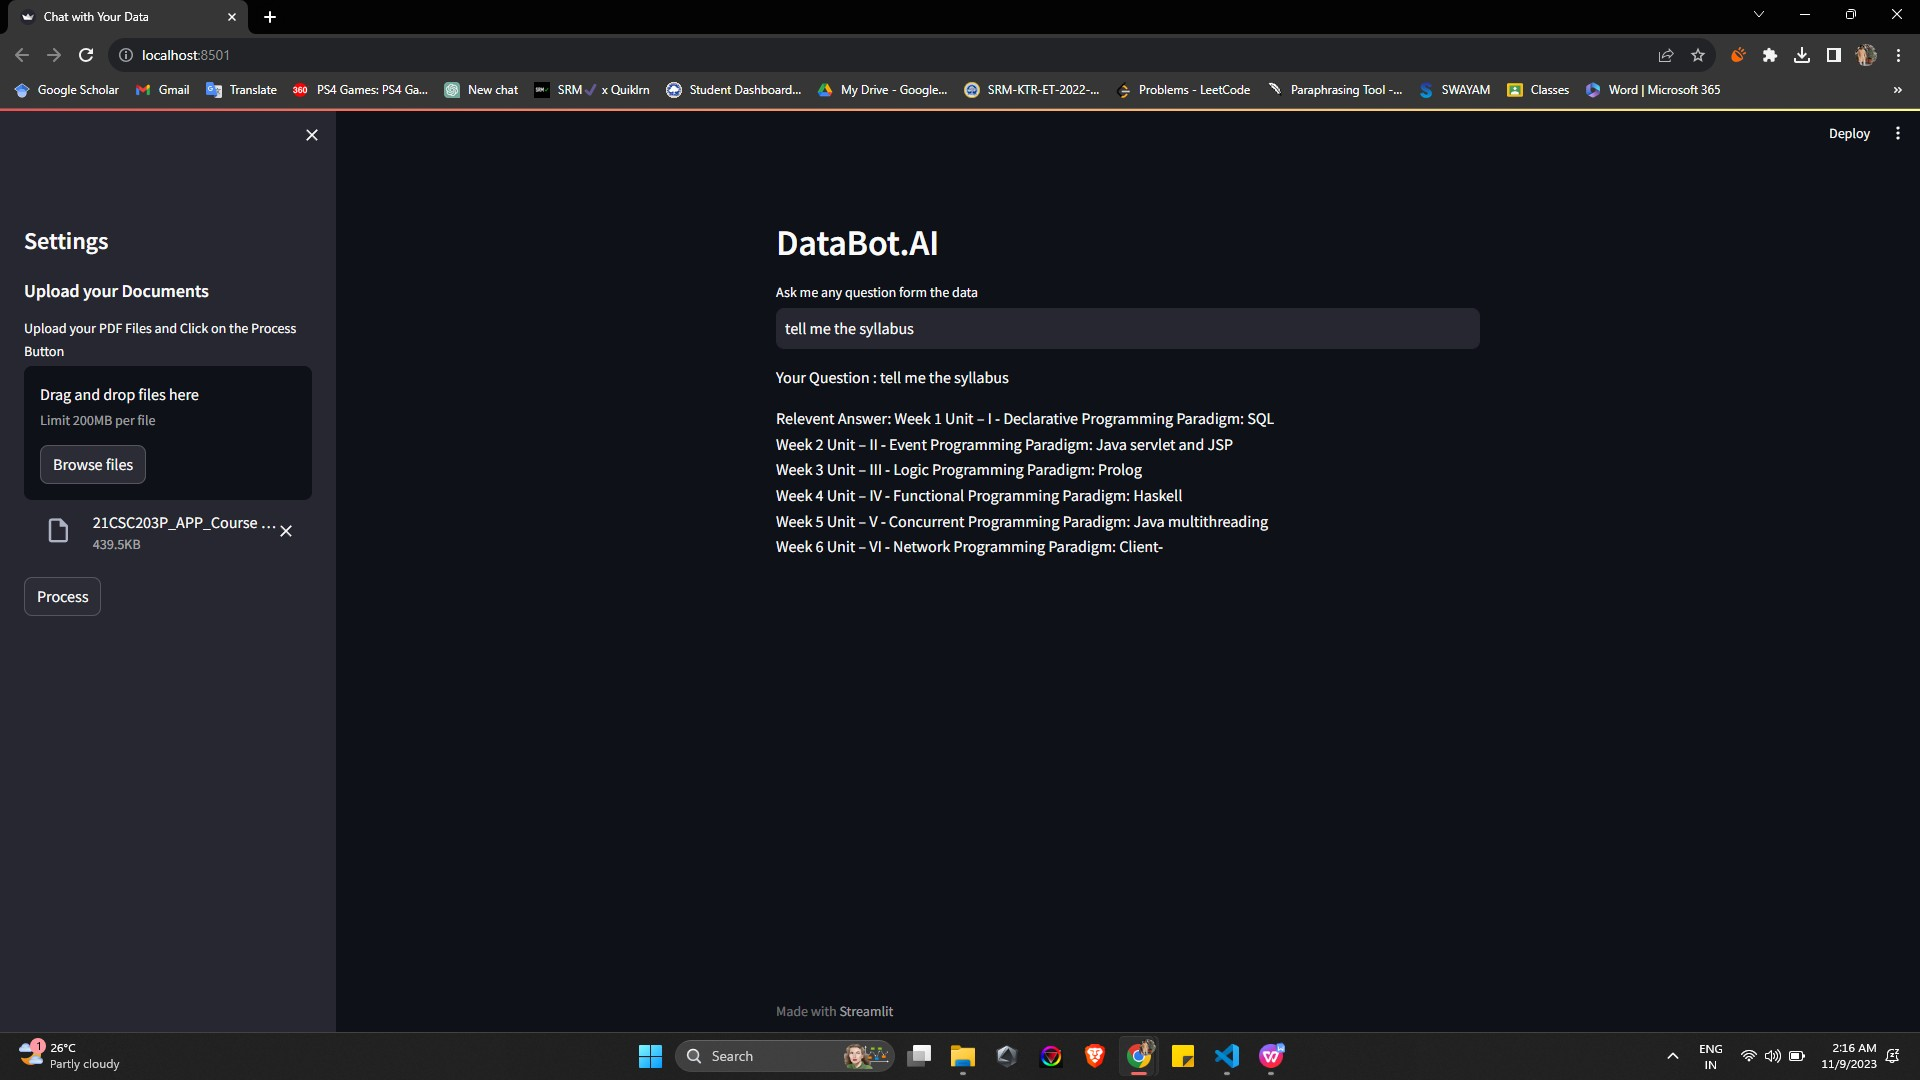 Chat with Your Data
localhost:8501
Google Scholar
Gmail
Translate
360 PS4 Games: PS4 Ga...
New chat
SRM x Quiklrn
Student Dashboard...
My Drive - Google...
SRM-KTR-ET-2022-...
Problems - LeetCode
Paraphrasing Tool -...
SWAYAM
Classes
Word | Microsoft 365
»
Deploy
Settings
Upload your Documents
Upload your PDF Files and Click on the Process
Button
Drag and drop files here
Limit 200MB per file
Browse files
21CSC203P_APP_Course ...
439.5KB
Process
DataBot.AI
Ask me any question form the data
tell me the syllabus
Your Question : tell me the syllabus
Relevent Answer: Week 1 Unit – I - Declarative Programming Paradigm: SQL
Week 2 Unit – II - Event Programming Paradigm: Java servlet and JSP
Week 3 Unit – III - Logic Programming Paradigm: Prolog
Week 4 Unit – IV - Functional Programming Paradigm: Haskell
Week 5 Unit – V - Concurrent Programming Paradigm: Java multithreading
Week 6 Unit – VI - Network Programming Paradigm: Client-
Made with Streamlit
1
26°C
Partly cloudy
Search
ENG
IN
2:16 AM
11/9/2023